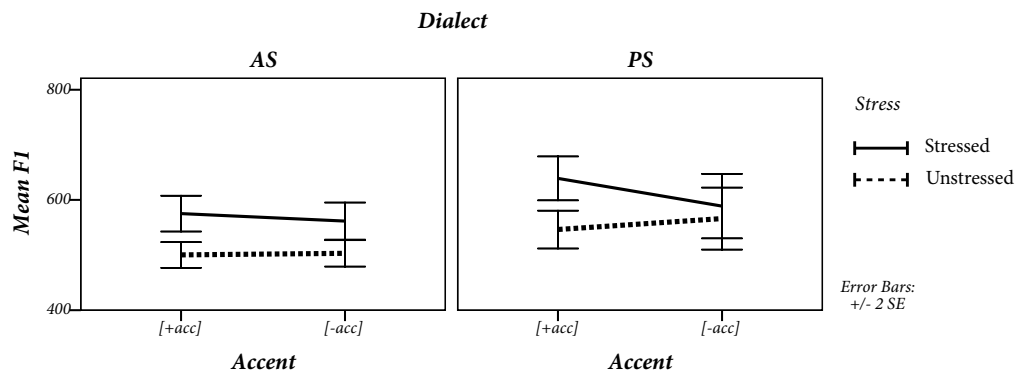 Dialect
AS
PS
800
600
400
Mean F1
[+acc]
[-acc]
[+acc]
[-acc]
Accent
Accent
Stress
Stressed
Unstressed
Error Bars:
+/- 2 SE